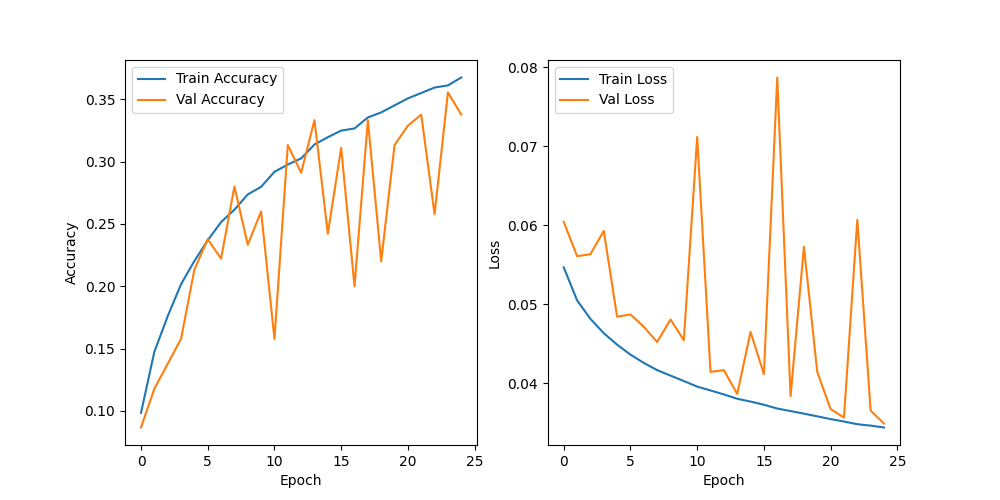 Train Accuracy
Val Accuracy
0.35
0.30
0.25
0.20
0.15
0.10
Accuracy
0 5 10 15 20 25
Epoch
Train Loss
Val Loss
0.08
0.07
0.06
0.05
0.04
Loss
0 5 10 15 20 25
Epoch